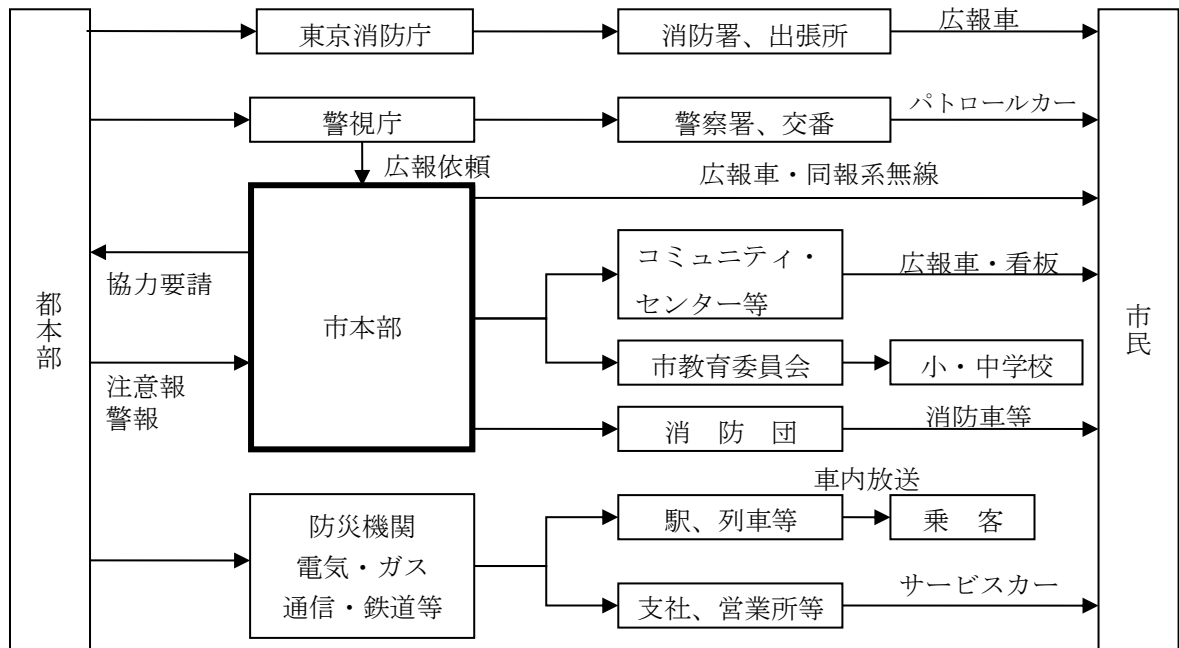 東京消防庁
消防署、出張所
広報車
警視庁
警察署、交番
パトロールカー
広報依頼
広報車・同報系無線
都本部
協力要請
市本部
コミュニティ・
センター等
広報車・看板
市民
注意報
警報
市教育委員会
小・中学校
消 防 団
消防車等
車内放送
防災機関
電気・ガス
通信・鉄道等
駅、列車等
乗 客
支社、営業所等
サービスカー